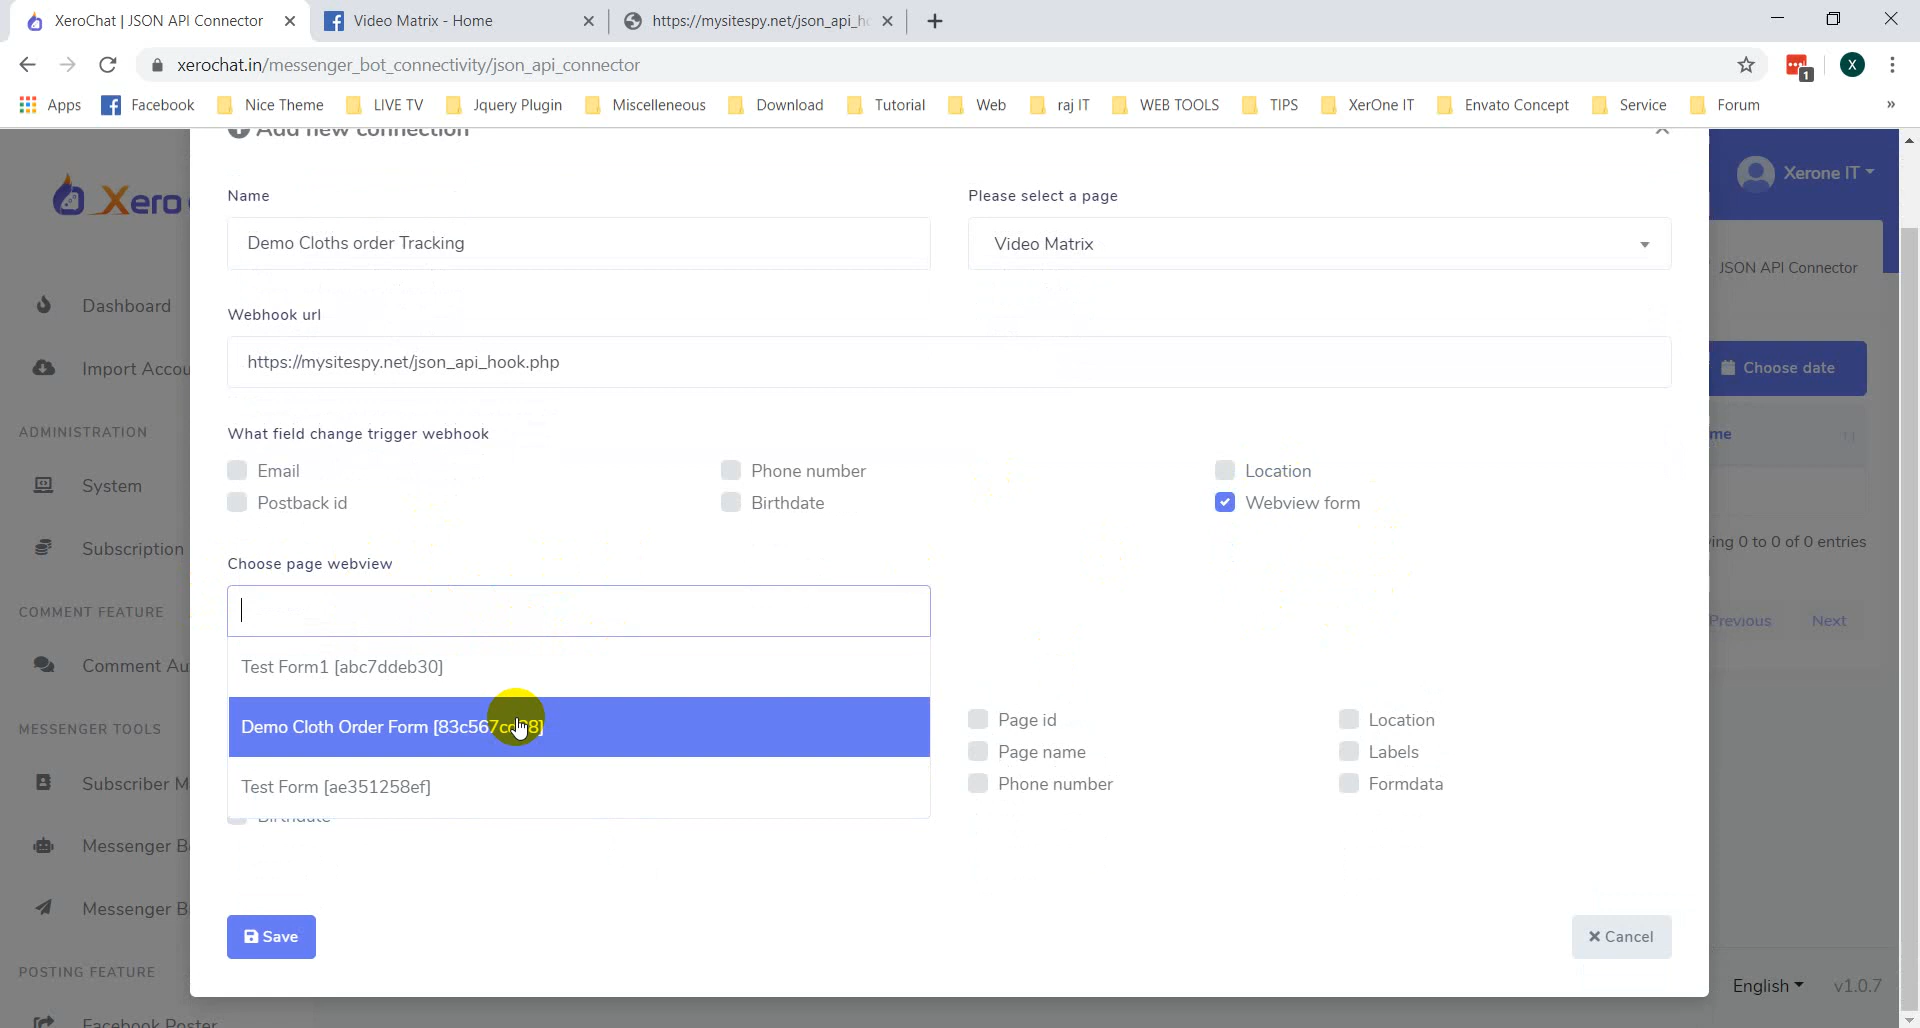 XeroChat | JSON API Connector
Video Matrix - Home
https://mysitespy.net/json_api_h
xerochat.in/messenger_bot_connectivity/json_api_connector
1
X
Apps
Facebook
Nice Theme
LIVE TV
Jquery Plugin
Miscelleneous
Download
Tutorial
Web
raj IT
WEB TOOLS
TIPS
XerOne IT
Envato Concept
Service
Forum
»
Add new connection
Xero
Xerone IT
Name
Please select a page
Demo Cloths order Tracking
Video Matrix
JSON API Connector
Dashboard
Webhook url
https://mysitespy.net/json_api_hook.php
Import Accou
Choose date
ADMINISTRATION
What field change trigger webhook
me
Email
Phone number
Location
System
Postback id
Birthdate
Webview form
Subscription
ing 0 to 0 of 0 entries
Choose page webview
COMMENT FEATURE
Previous
Next
Comment Au
Test Form1 [abc7ddeb30]
MESSENGER TOOLS
Demo Cloth Order Form
Page id
Location
Page name
Labels
Subscriber M
Test Form [ae351258ef]
Phone number
Formdata
Birthdate
Messenger B
Messenger B
Save
Cancel
POSTING FEATURE
English
v1.0.7
Facebook Poster